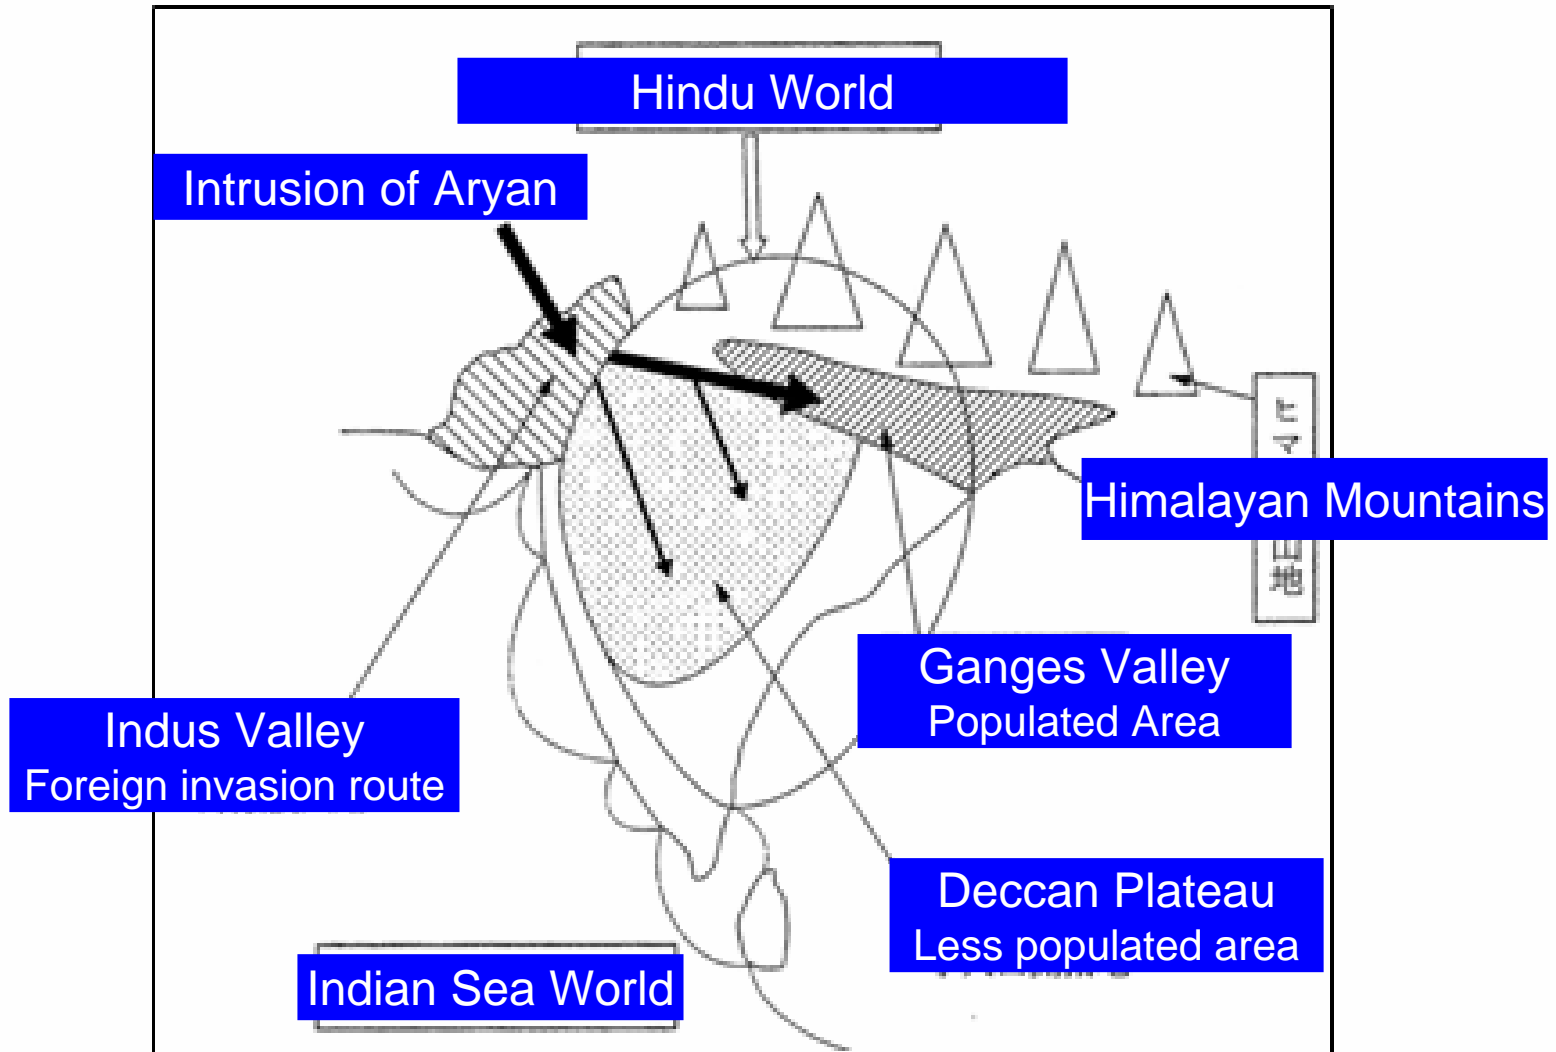 Hindu World
Intrusion of Aryan
Himalayan Mountains
Ganges Valley
Populated Area
Indus Valley
Foreign invasion route
Deccan Plateau
Less populated area
Indian Sea World